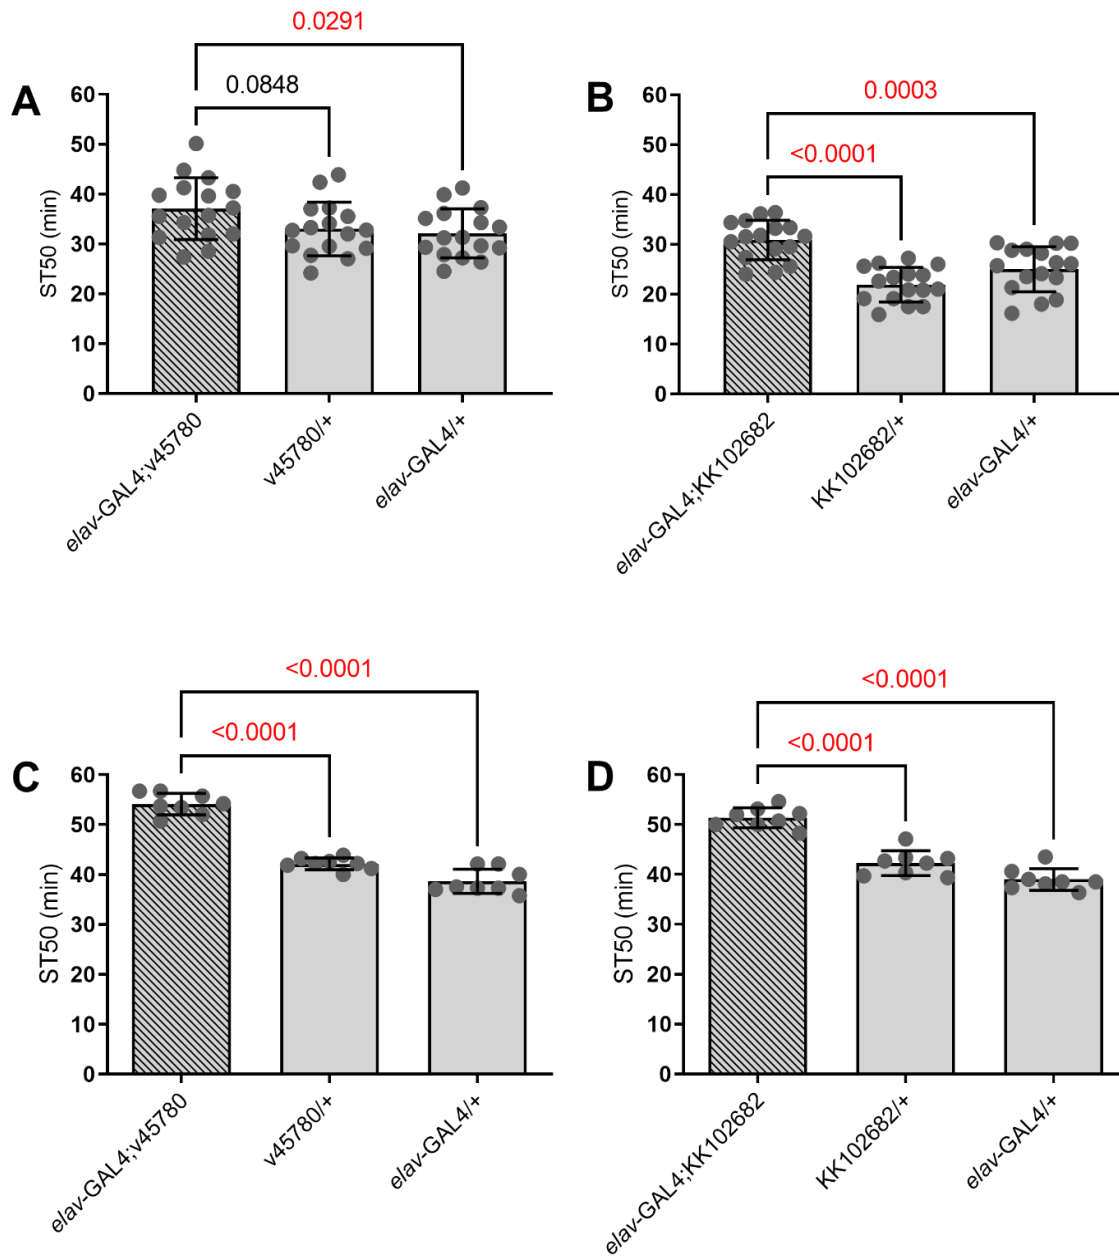 A
0.0291
0.0848
ST50 (min)
60
50
40
30
20
10
0
elav-GAL4;v45780
v45780/+
elav-GAL4/+
B
0.0003
<0.0001
ST50 (min)
60
50
40
30
20
10
0
elav-GAL4;KK102682
KK102682/+
elav-GAL4/+
C
<0.0001
<0.0001
ST50 (min)
60
50
40
30
20
10
0
elav-GAL4;v45780
v45780/+
elav-GAL4/+
D
<0.0001
<0.0001
ST50 (min)
60
50
40
30
20
10
0
elav-GAL4;KK102682
KK102682/+
elav-GAL4/+